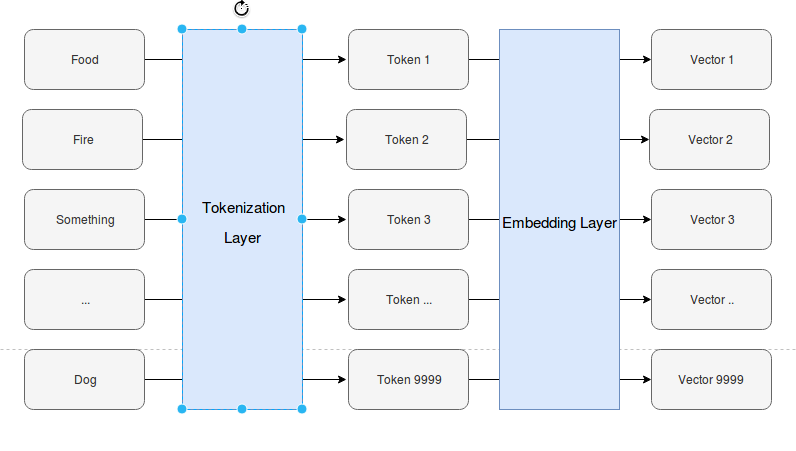 Food
Token 1
Vector 1
Fire
Token 2
Vector 2
Something
Tokenization
Layer
Token 3
Embedding Layer
Vector 3
...
Token ...
Vector ..
Dog
Token 9999
Vector 9999